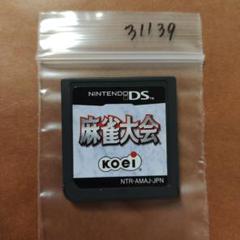 31139
NINTENDO DS
麻雀大会
KOEI
NTR-AMAJ-JPN